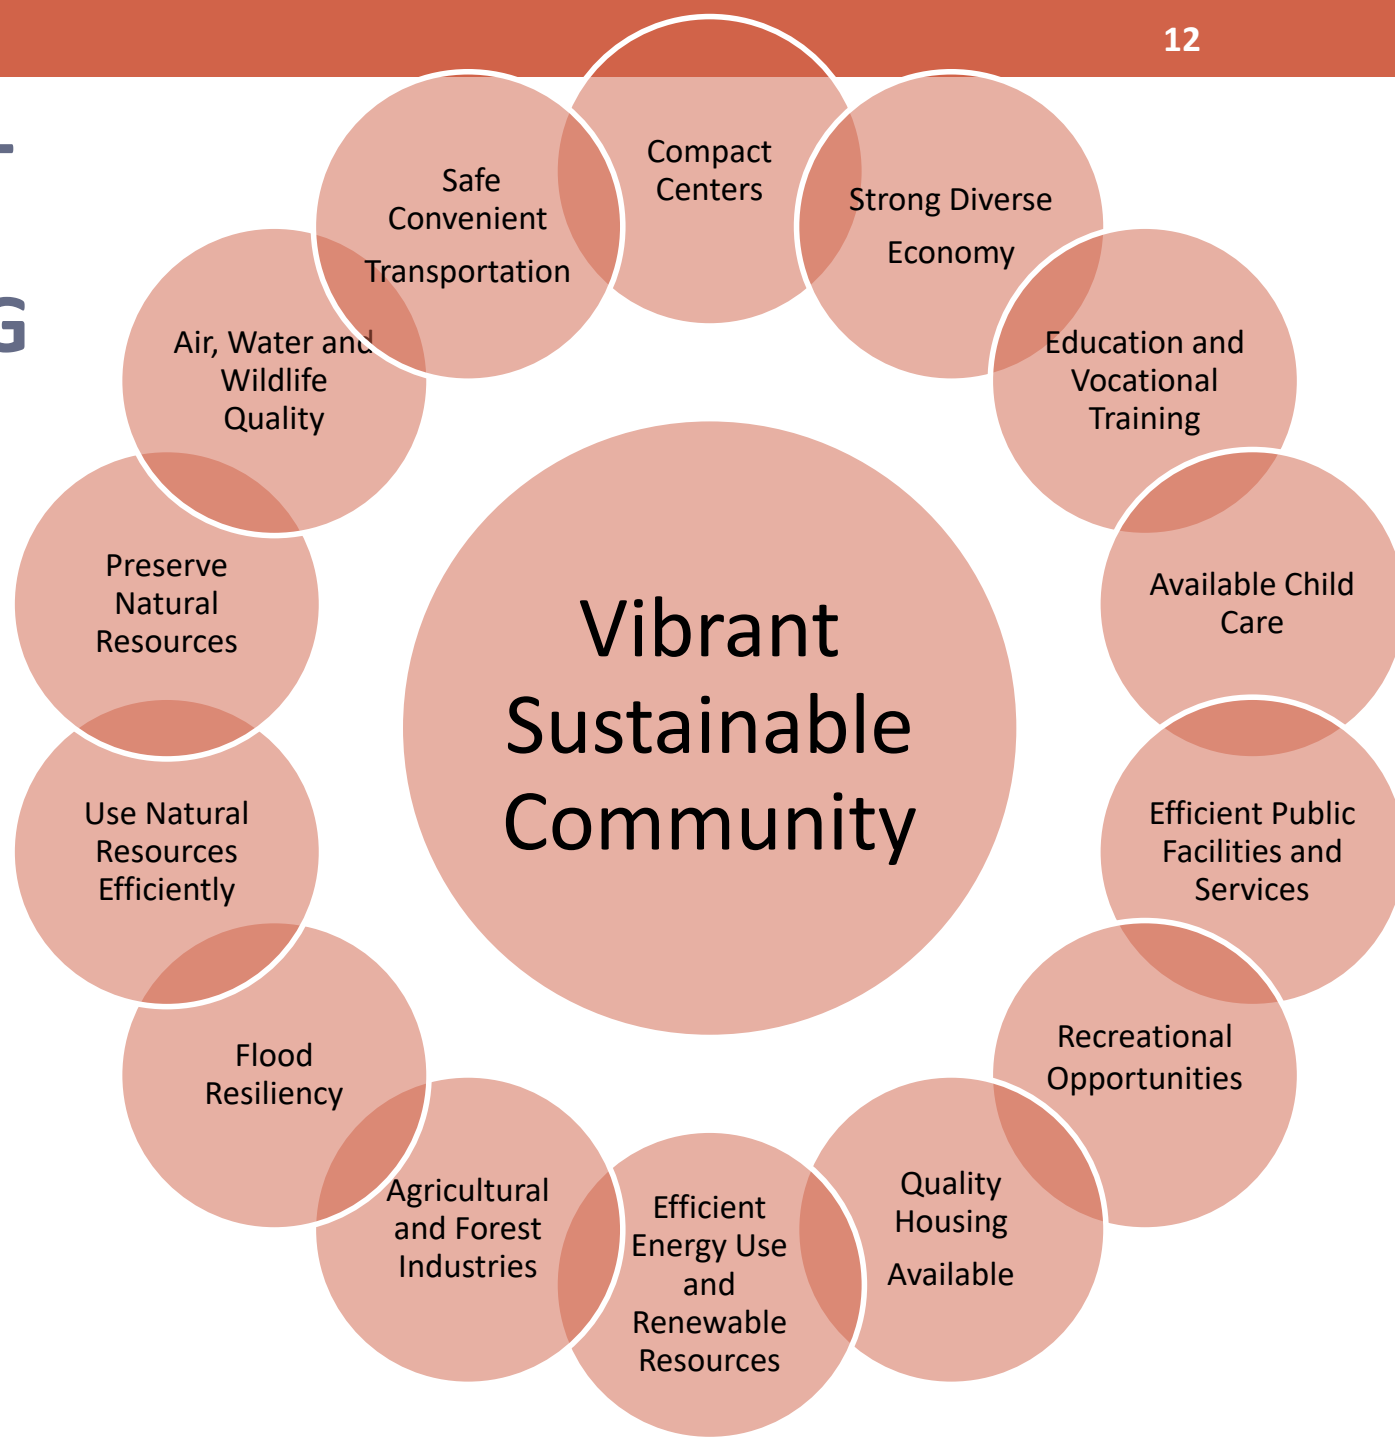 12
G
Compact
Centers
Strong Diverse
Economy
Education and
Vocational
Training
Available Child
Care
Efficient Public
Facilities and
Services
Recreational
Opportunities
Quality
Housing
Available
Efficient
Energy Use
and
Renewable
Resources
Agricultural
and Forest
Industries
Flood
Resiliency
Use Natural
Resources
Efficiently
Preserve
Natural
Resources
Air, Water and
Wildlife
Quality
Safe
Convenient
Transportation
Vibrant
Sustainable
Community